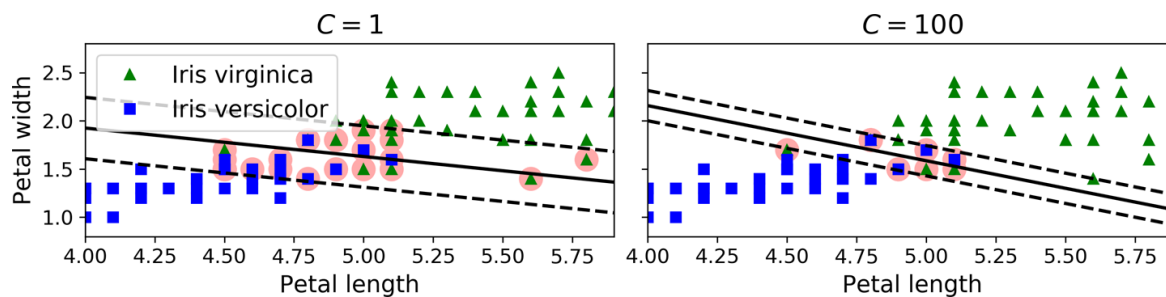 C = 1
Petal width
2.5
2.0
1.5
1.0
Iris virginica
Iris versicolor
4.00 4.25 4.50 4.75 5.00 5.25 5.50 5.75
Petal length
C = 100
4.00 4.25 4.50 4.75 5.00 5.25 5.50 5.75
Petal length